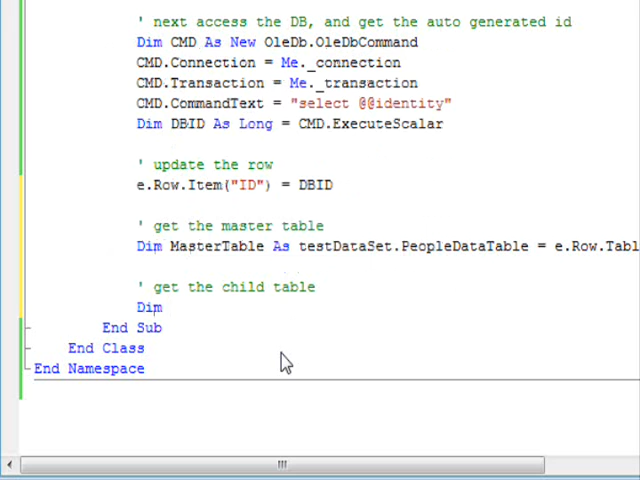 ' next access the DB, and get the auto generated id
Dim CMD As New OleDb.OleDbCommand
CMD.Connection = Me._connection
CMD.Transaction = Me._transaction
CMD.CommandText = "select @@identity"
Dim DBID As Long = CMD.ExecuteScalar
' update the row
e.Row.Item("ID") = DBID
' get the master table
Dim MasterTable As testDataSet.PeopleDataTable = e.Row.Tabl
' get the child table
Dim
End Sub
End Class
End Namespace